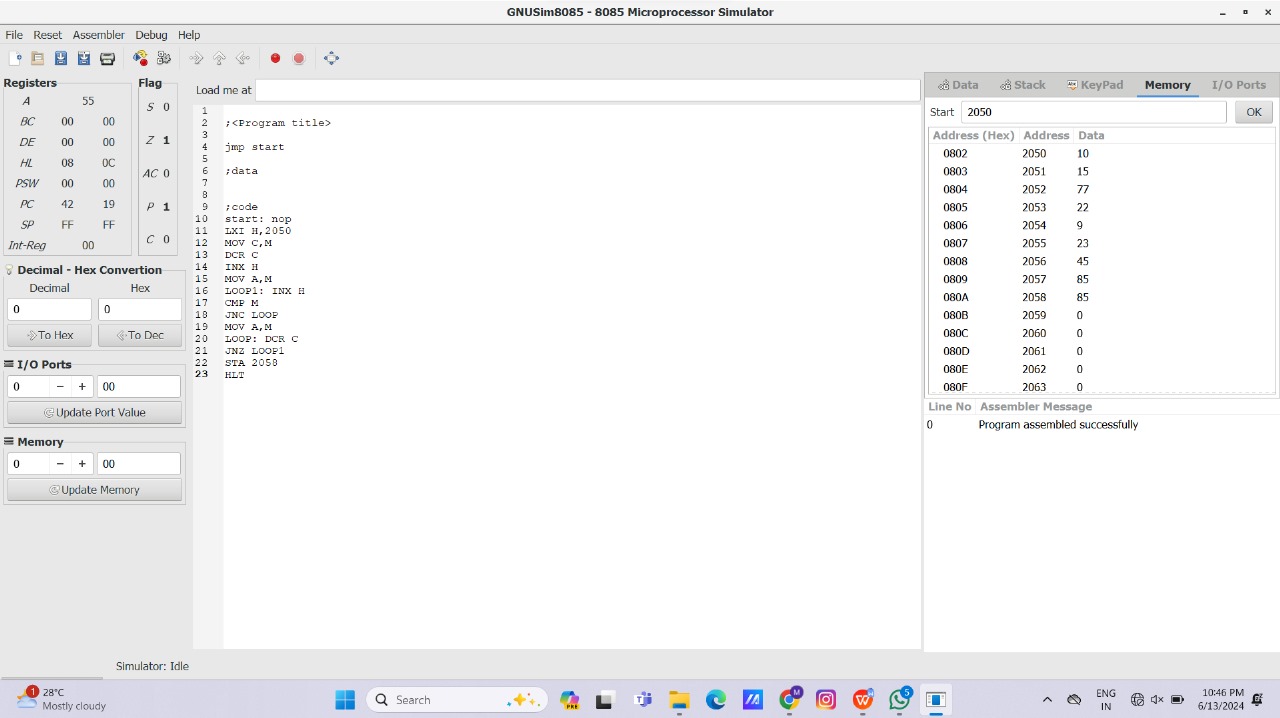 GNUSim8085 - 8085 Microprocessor Simulator
File Reset Assembler Debug Help
Registers
A 55
BC 00 00
DE 00 00
HL 08 0C
PSW 00 00
PC 42 19
SP FF FF
Int-Reg 00
Flag
S 0
Z 1
AC 0
P 1
C 0
Decimal - Hex Convertion
Decimal Hex
0 0
To Hex To Dec
I/O Ports
0 − + 00
Update Port Value
Memory
0 − + 00
Update Memory
Load me at
1
2 ;<Program title>
3
4 jmp start
5
6 ;data
7
8
9 ;code
10 start: nop
11 LXI H,2050
12 MOV C,M
13 DCR C
14 INX H
15 MOV A,M
16 LOOP1: INX H
17 CMP M
18 JNC LOOP
19 MOV A,M
20 LOOP: DCR C
21 JNZ LOOP1
22 STA 2058
23 HLT
Data Stack KeyPad Memory I/O Ports
Start 2050 OK
Address (Hex) Address Data
0802 2050 10
0803 2051 15
0804 2052 77
0805 2053 22
0806 2054 9
0807 2055 23
0808 2056 45
0809 2057 85
080A 2058 85
080B 2059 0
080C 2060 0
080D 2061 0
080E 2062 0
080F 2063 0
Line No Assembler Message
0 Program assembled successfully
Simulator: Idle
1
28°C
Mostly cloudy
Search
PRE
M
5
ENG
IN
10:46 PM
6/13/2024